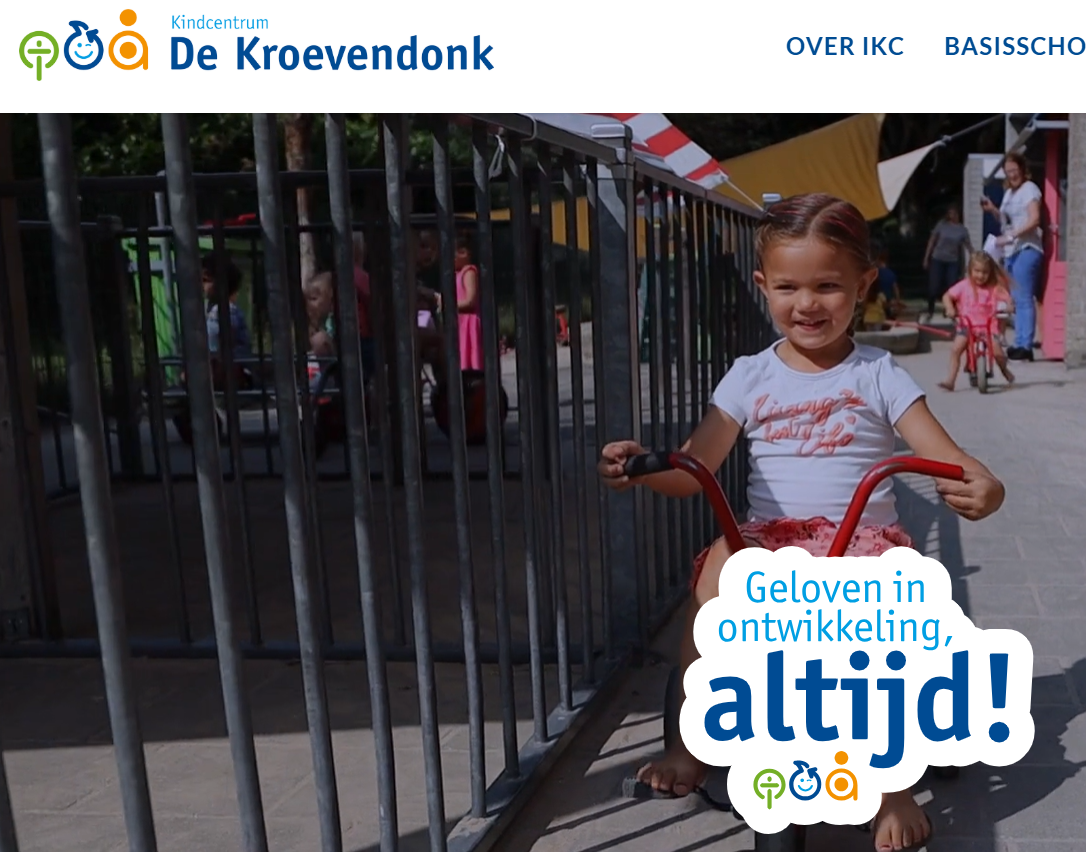 Kindcentrum
De Kroevendonk
OVER IKC
BASISSCHO
Geloven in
ontwikkeling,
altijd!